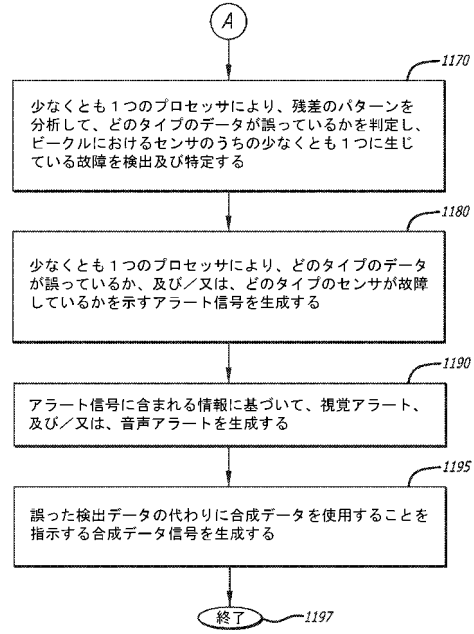 A
1170
少なくとも１つのプロセッサにより、残差のパターンを
分析して、どのタイプのデータが誤っているかを判定し、
ビークルにおけるセンサのうちの少なくとも１つに生じ
ている故障を検出及び特定する
1180
少なくとも１つのプロセッサにより、どのタイプのデータ
が誤っているか、及び／又は、どのタイプのセンサが故障
しているかを示すアラート信号を生成する
1190
アラート信号に含まれる情報に基づいて、視覚アラート、
及び／又は、音声アラートを生成する
1195
誤った検出データの代わりに合成データを使用することを
指示する合成データ信号を生成する
終了
1197